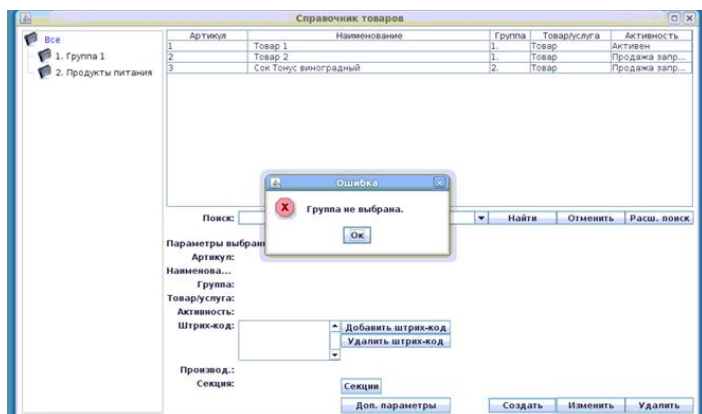 Справочник товаров
Все
1. Группа 1
2. Продукты питания
Артикул Наименование Группа Товар/услуга Активность
1 Товар 1 1. Товар Активен
2 Товар 2 1. Товар Продажа запр...
3 Сок Тонус виноградный 2. Товар Продажа запр...
Ошибка
Группа не выбрана.
Ок
Поиск: Найти Отменить Расш. поиск
Параметры выбран
Артикул:
Наименова...
Группа:
Товар/услуга:
Активность:
Штрих-код: Добавить штрих-код
Удалить штрих-код
Производ.:
Секция: Секции
Доп. параметры Создать Изменить Удалить